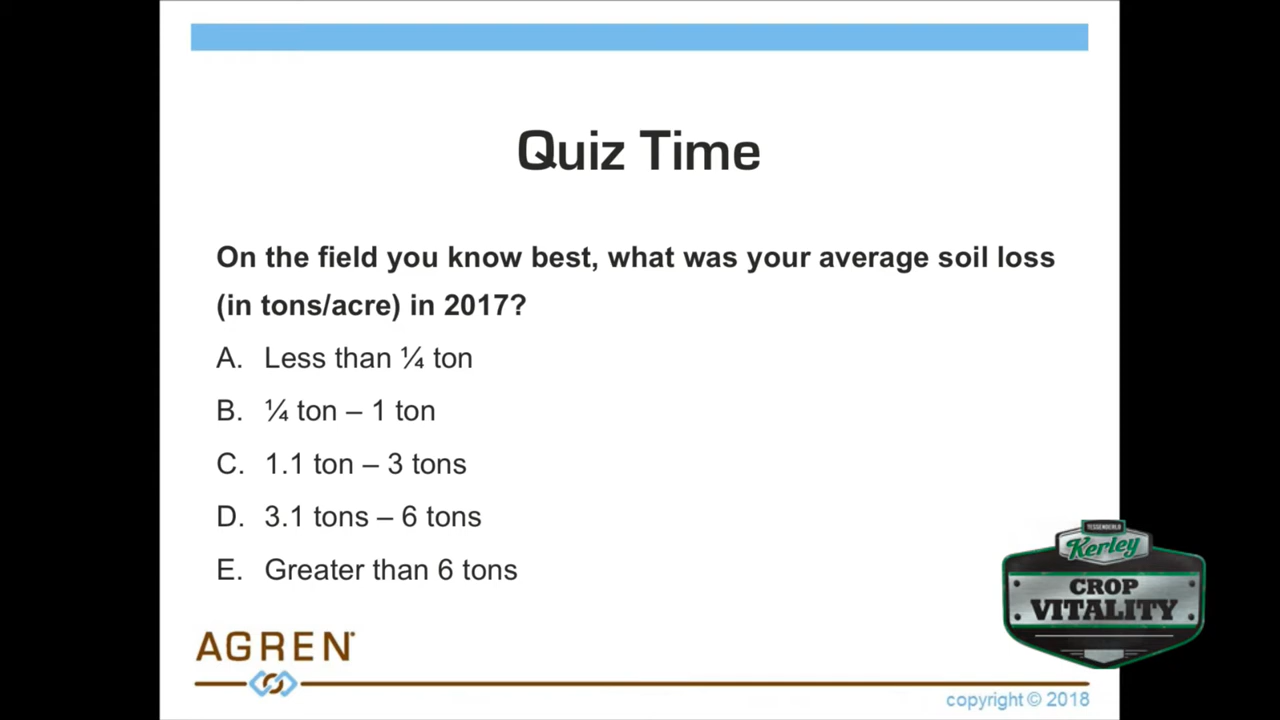 Quiz Time
On the field you know best, what was your average soil loss
(in tons/acre) in 2017?
A. Less than ¼ ton
B. ¼ ton – 1 ton
C. 1.1 ton – 3 tons
D. 3.1 tons – 6 tons
E. Greater than 6 tons
TESSENDERLO
Kerley
CROP
VITALITY
AGREN®
copyright © 2018